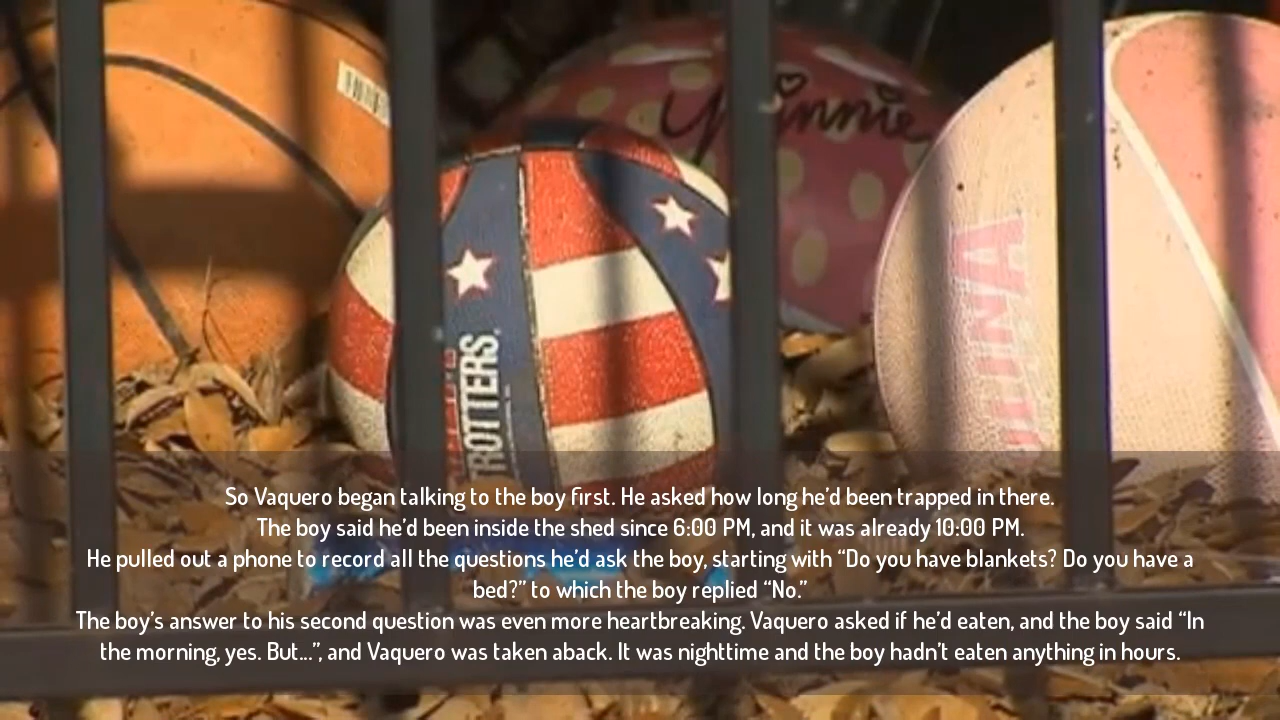 Minnie
TROTTERS.
So Vaquero began talking to the boy first. He asked how long he’d been trapped in there.
The boy said he’d been inside the shed since 6:00 PM, and it was already 10:00 PM.
He pulled out a phone to record all the questions he’d ask the boy, starting with “Do you have blankets? Do you have a
bed?” to which the boy replied “No.”
The boy’s answer to his second question was even more heartbreaking. Vaquero asked if he’d eaten, and the boy said “In
the morning, yes. But...”, and Vaquero was taken aback. It was nighttime and the boy hadn’t eaten anything in hours.